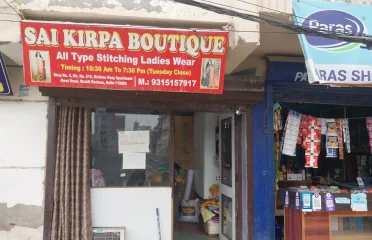 SAI KIRPA BOUTIQUE
All Type Stitching Ladies Wear
Timing : 10:30 Am To 7:30 Pm (Tuesday Close)
M.: 9315157917
Paras
PARAS SH